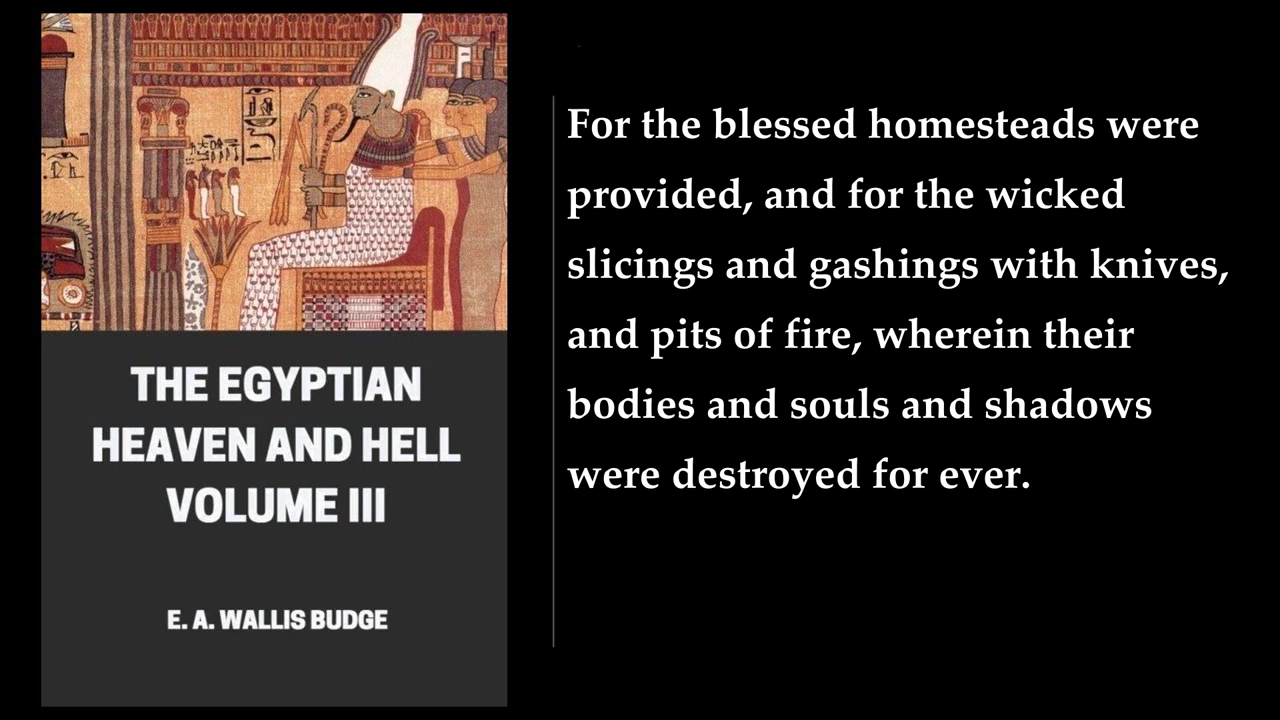 THE EGYPTIAN
HEAVEN AND HELL
VOLUME III
E. A. WALLIS BUDGE
For the blessed homesteads were
provided, and for the wicked
slicings and gashings with knives,
and pits of fire, wherein their
bodies and souls and shadows
were destroyed for ever.